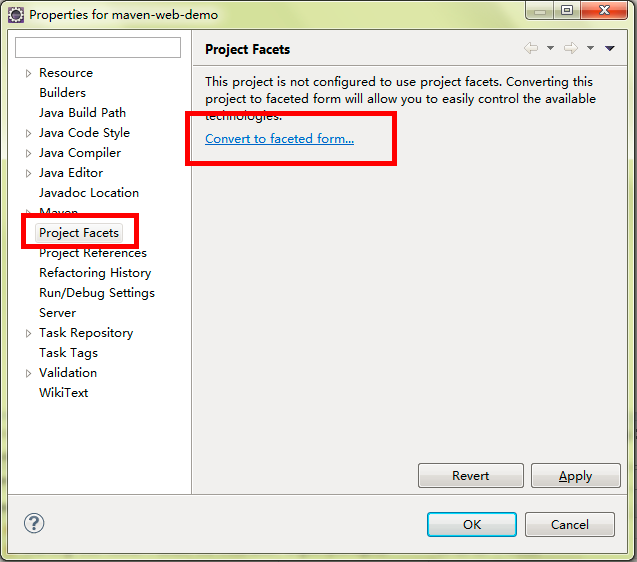 Properties for maven-web-demo
Resource
Builders
Java Build Path
Java Code Style
Java Compiler
Java Editor
Javadoc Location
Maven
Project Facets
Project References
Refactoring History
Run/Debug Settings
Server
Task Repository
Task Tags
Validation
WikiText
Project Facets
This project is not configured to use project facets. Converting this
project to faceted form will allow you to easily control the available
technologies.
Convert to faceted form...
Revert
Apply
?
OK
Cancel